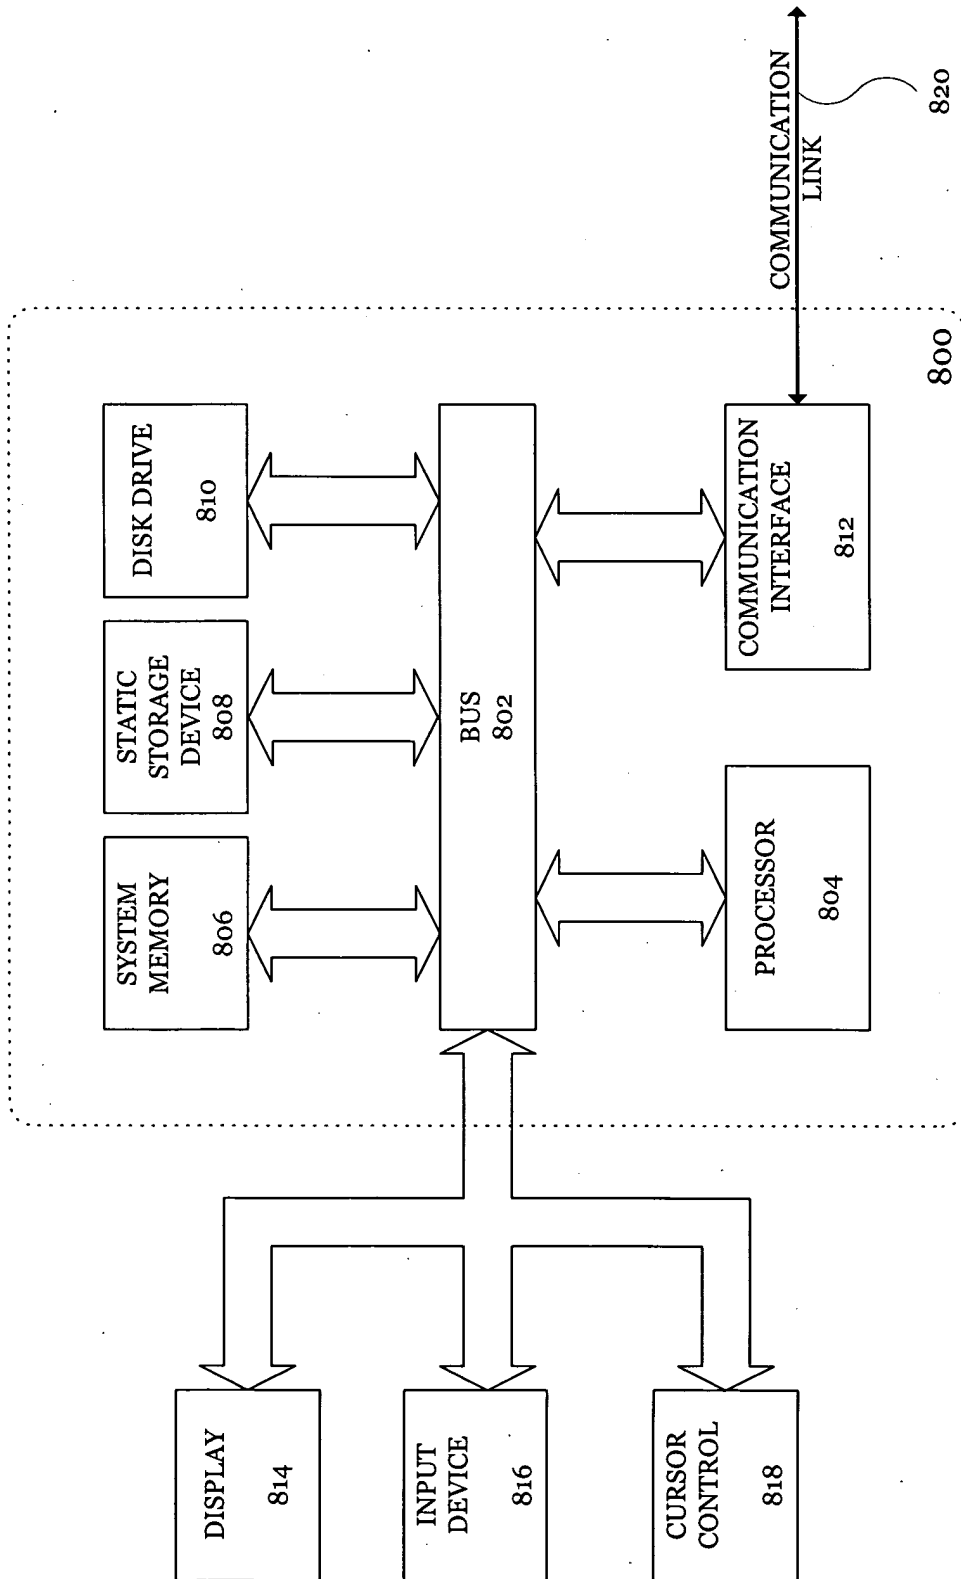 DISPLAY
814
INPUT
DEVICE
816
CURSOR
CONTROL
818
SYSTEM
MEMORY
806
STATIC
STORAGE
DEVICE
808
DISK DRIVE
810
BUS
802
PROCESSOR
804
COMMUNICATION
INTERFACE
812
800
COMMUNICATION
LINK
820